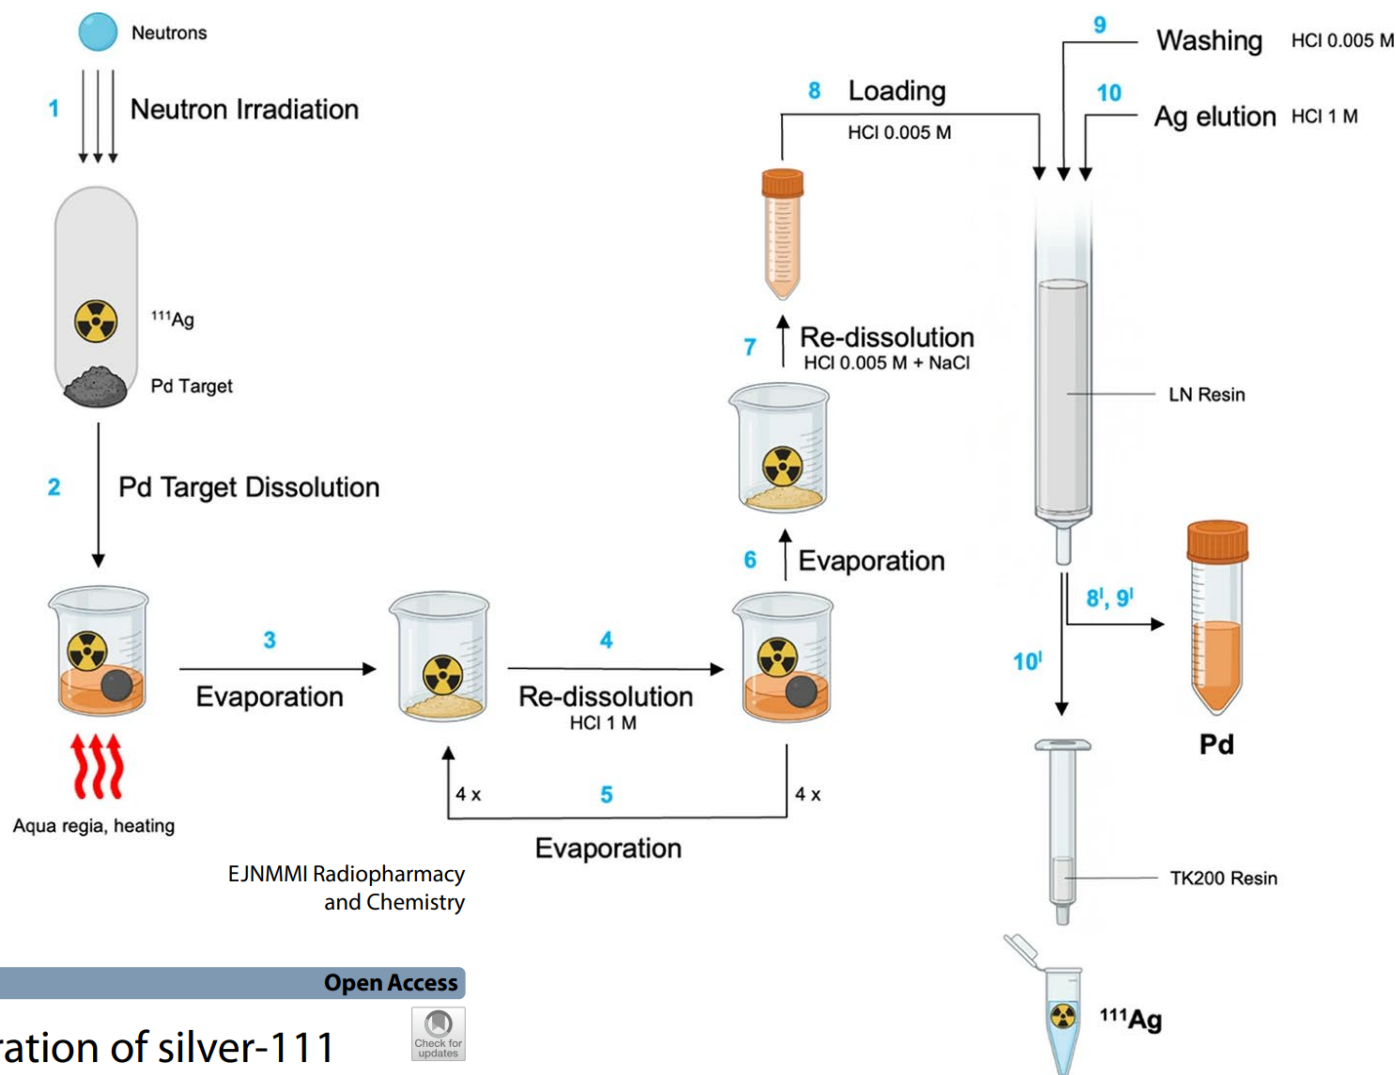 Neutrons
1
Neutron Irradiation
¹¹¹Ag
Pd Target
2
Pd Target Dissolution
Aqua regia, heating
3
Evaporation
4
Re-dissolution
HCl 1 M
4 x
5
4 x
Evaporation
6
Evaporation
7
Re-dissolution
HCl 0.005 M + NaCl
8
Loading
HCl 0.005 M
9
Washing HCl 0.005 M
10
Ag elution HCl 1 M
LN Resin
8ᴵ, 9ᴵ
10ᴵ
Pd
TK200 Resin
¹¹¹Ag
EJNMMI Radiopharmacy
and Chemistry
Open Access
ration of silver-111
Check for
updates